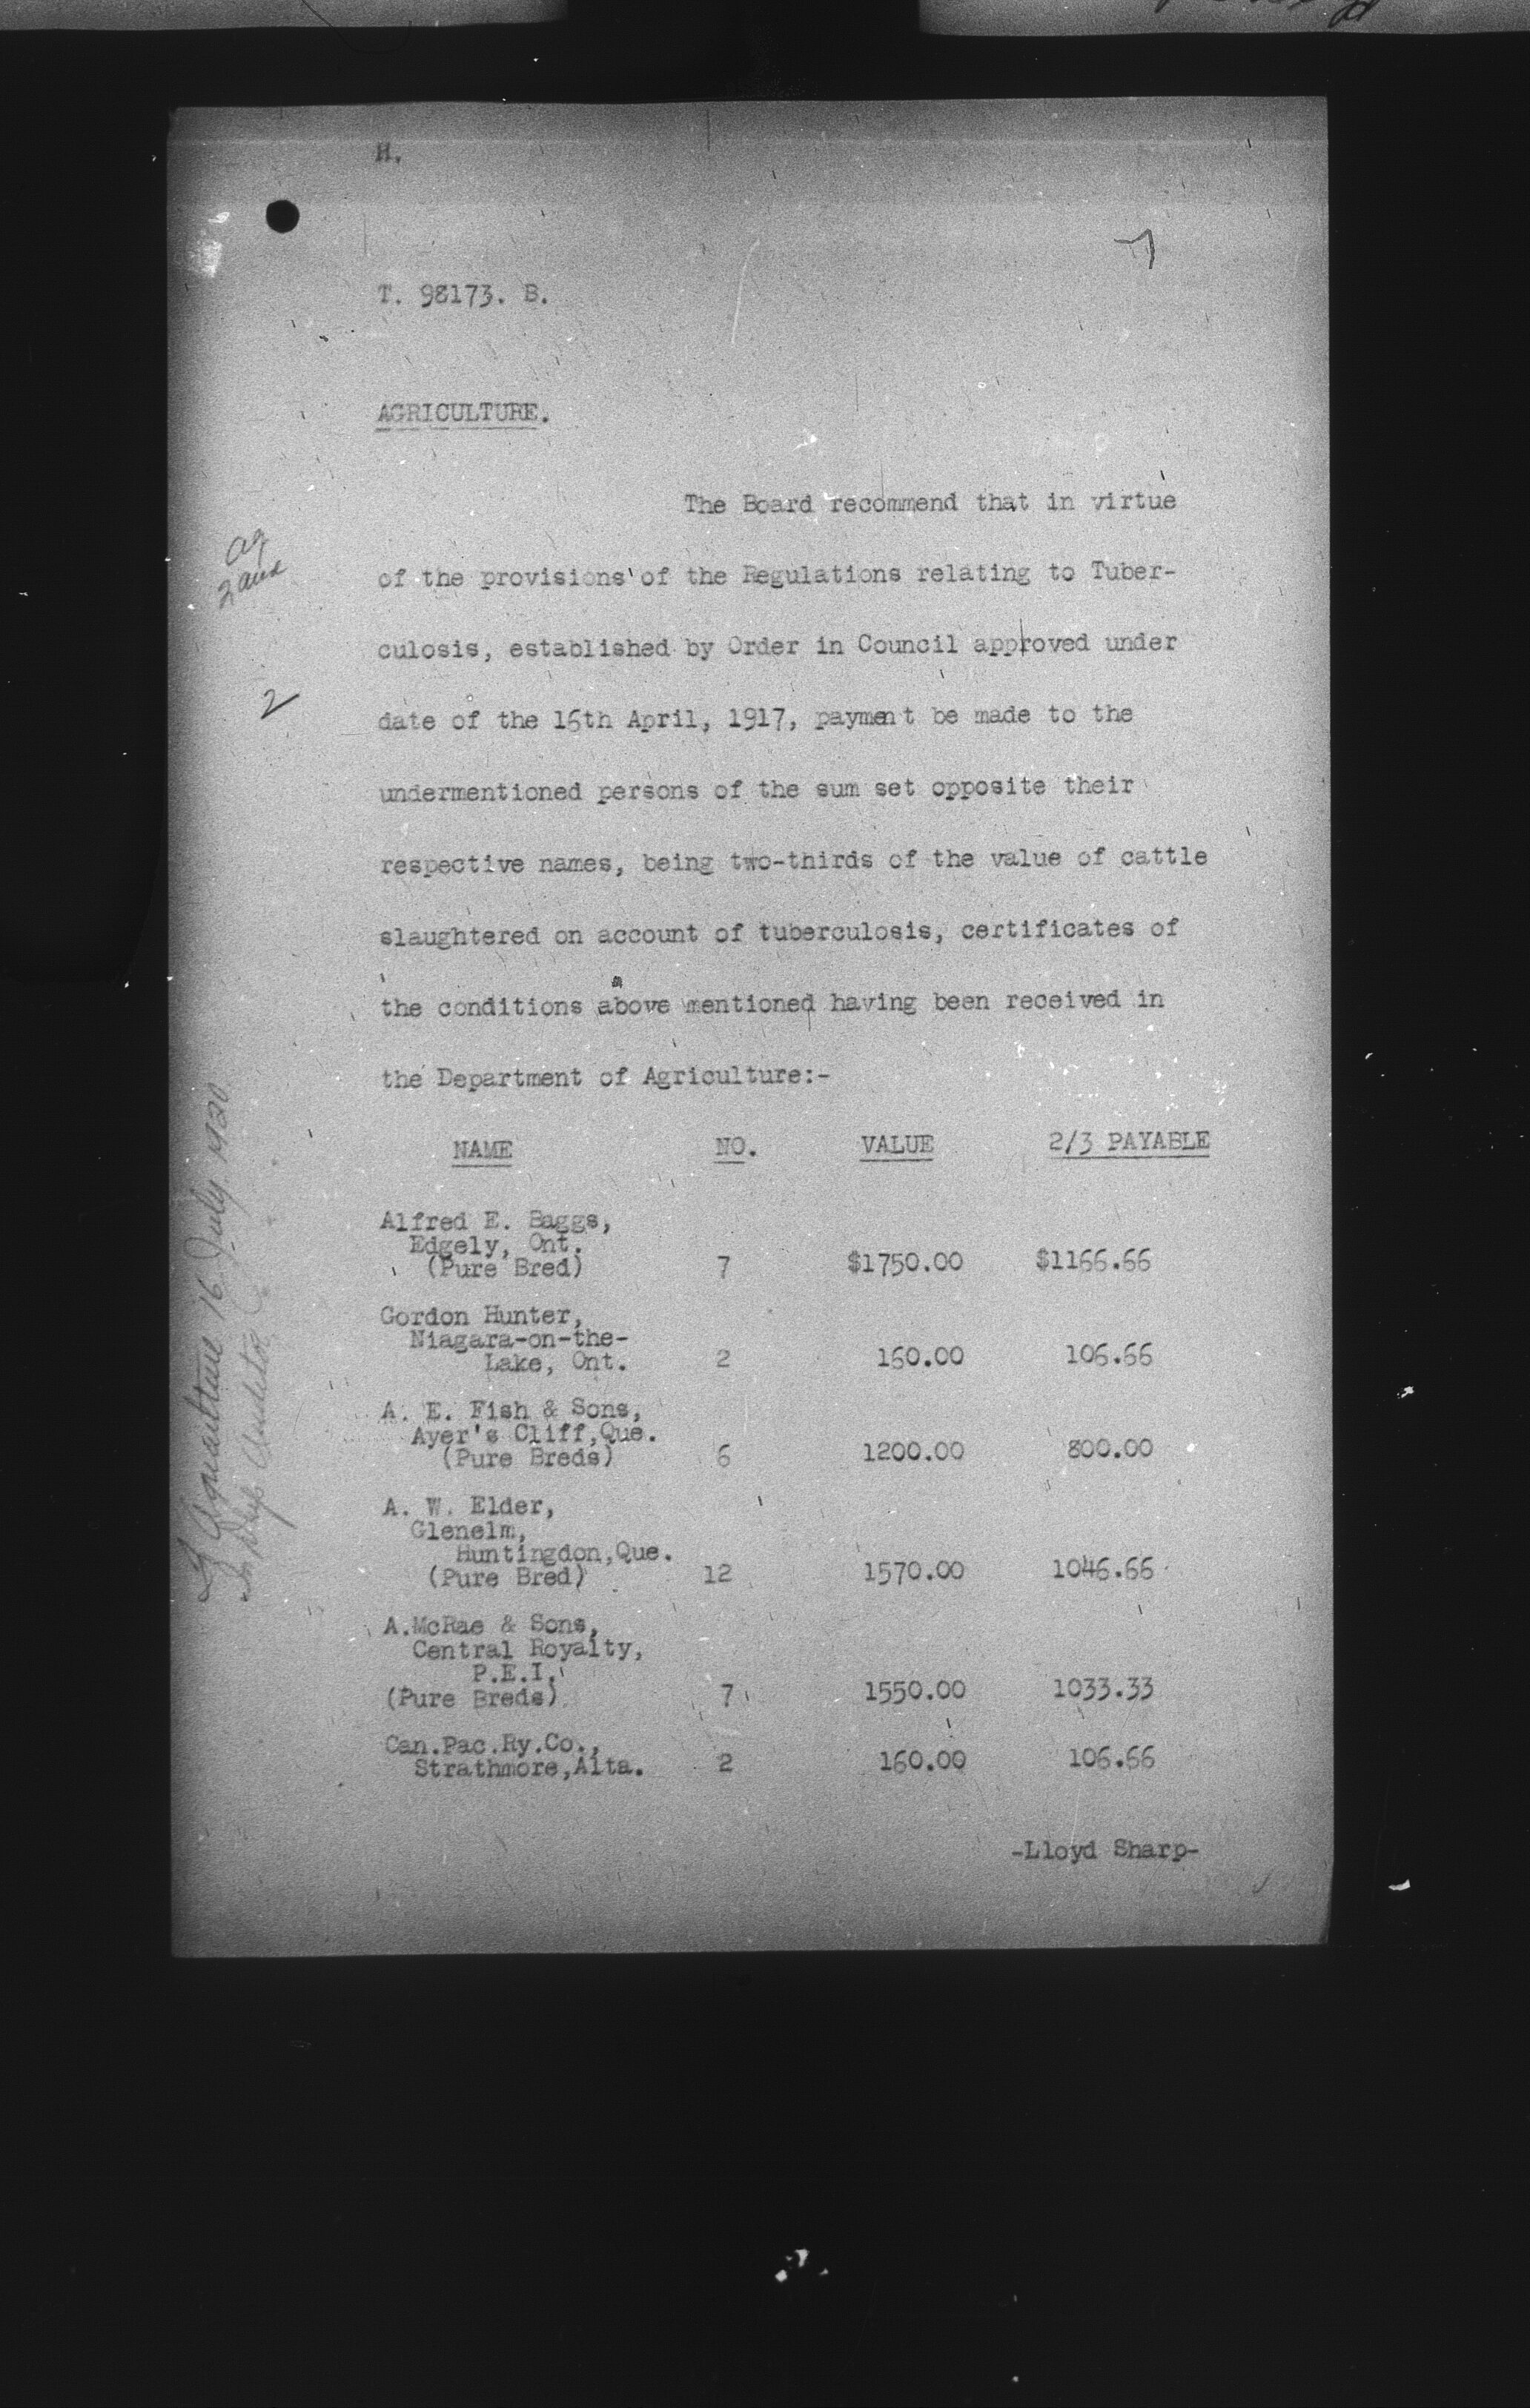 H.
7
T. 98173. B.
AGRICULTURE.
The Board recommend that in virtue
of the provisions of the Regulations relating to Tuber-
culosis, established by Order in Council approved under
date of the 16th April, 1917, payment be made to the
undermentioned persons of the sum set opposite their
respective names, being two-thirds of the value of cattle
slaughtered on account of tuberculosis, certificates of
the conditions above mentioned having been received in
the Department of Agriculture:-
ag
2
Agriculture 16 July 1920
NAME NO. VALUE 2/3 PAYABLE
Alfred E. Baggs,
Edgely, Ont.
(Pure Bred) 7 $1750.00 $1166.66
Gordon Hunter,
Niagara-on-the-
Lake, Ont. 2 160.00 106.66
A. E. Fish & Sons,
Ayer's Cliff,Que.
(Pure Breds) 6 1200.00 800.00
A. W. Elder,
Glenelm,
Huntingdon,Que.
(Pure Bred) 12 1570.00 1046.66
A.McRae & Sons,
Central Royalty,
P.E.I.
(Pure Breds) 7 1550.00 1033.33
Can.Pac.Ry.Co.,
Strathmore,Alta. 2 160.00 106.66
-Lloyd Sharp-